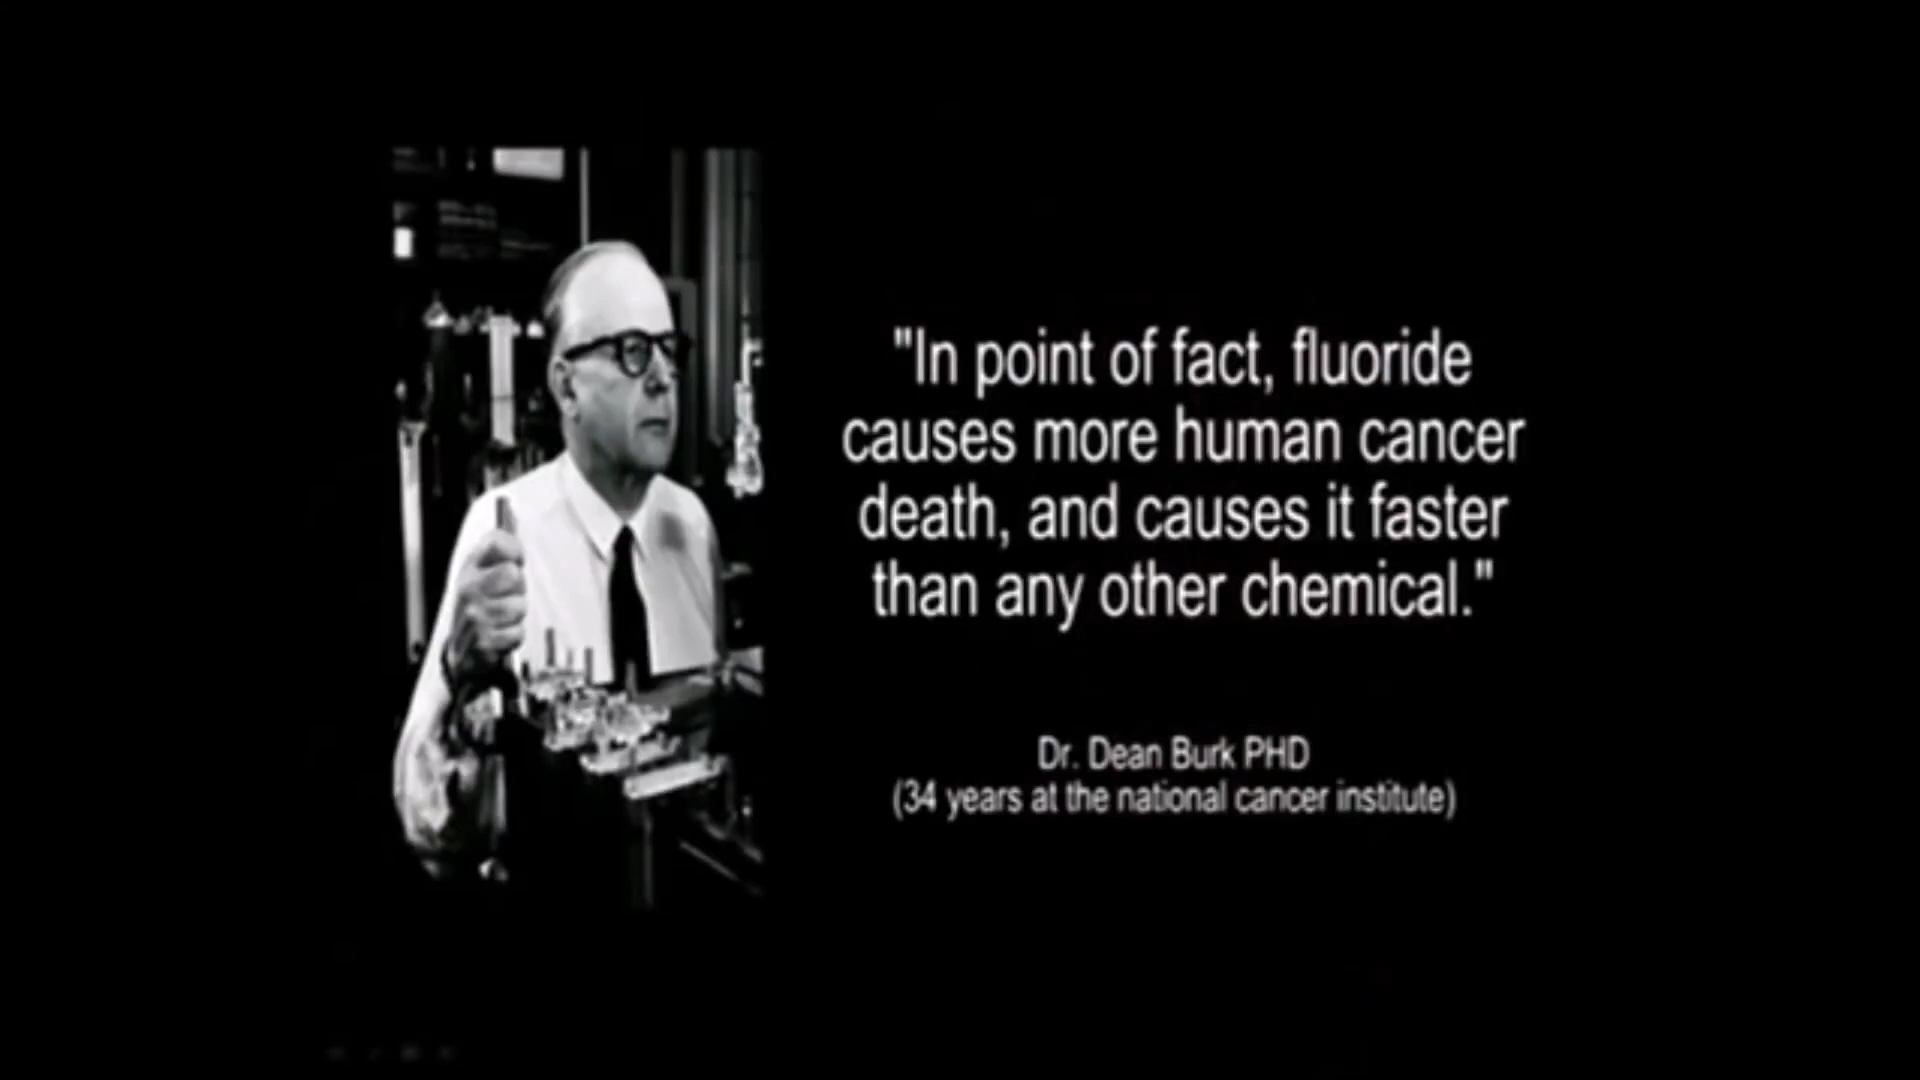 "In point of fact, fluoride
causes more human cancer
death, and causes it faster
than any other chemical."
Dr. Dean Burk PHD
(34 years at the national cancer institute)